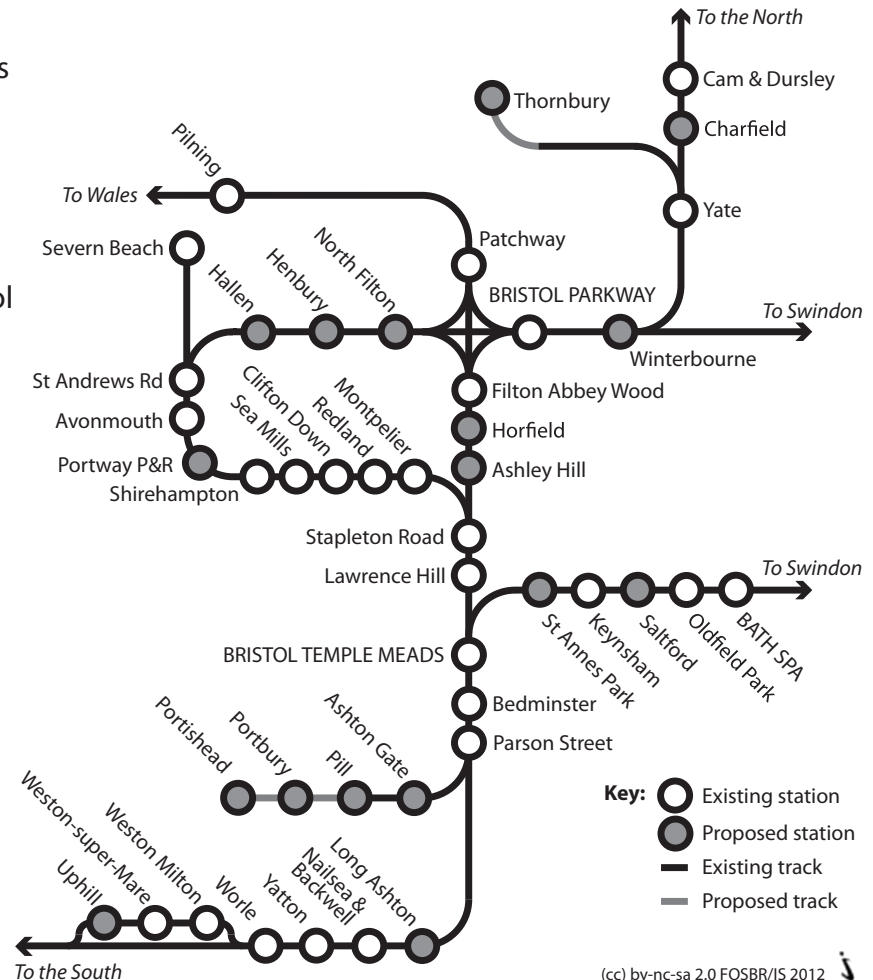 To the North
s
Cam & Dursley
Thornbury
Charfield
Pilning
To Wales
Yate
Severn Beach
Patchway
Hallen
Henbury
North Filton
BRISTOL PARKWAY
ol
To Swindon
Winterbourne
St Andrews Rd
Filton Abbey Wood
Avonmouth
Sea Mills
Clifton Down
Redland
Montpelier
Horfield
Portway P&R
Ashley Hill
Shirehampton
Stapleton Road
Lawrence Hill
To Swindon
St Annes Park
Keynsham
Saltford
Oldfield Park
BATH SPA
BRISTOL TEMPLE MEADS
Bedminster
Parson Street
Portishead
Portbury
Pill
Ashton Gate
Key:
Existing station
Proposed station
Existing track
Proposed track
Uphill
Weston-super-Mare
Weston Milton
Worle
Yatton
Nailsea &
Backwell
Long Ashton
To the South
(cc) by-nc-sa 2.0 FOSBR/JS 2012